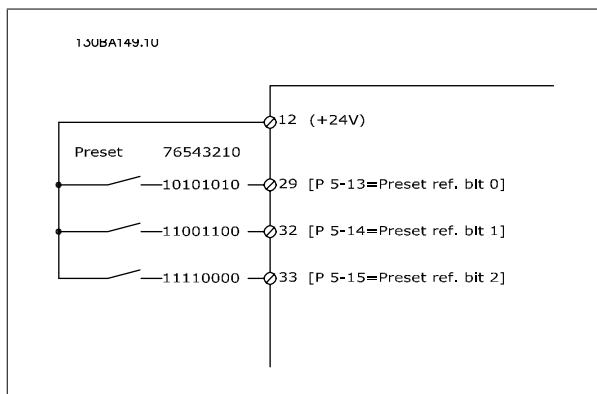 130BA149.10
12 (+24V)
Preset 76543210
10101010 29 [P 5-13=Preset ref. bit 0]
11001100 32 [P 5-14=Preset ref. bit 1]
11110000 33 [P 5-15=Preset ref. bit 2]